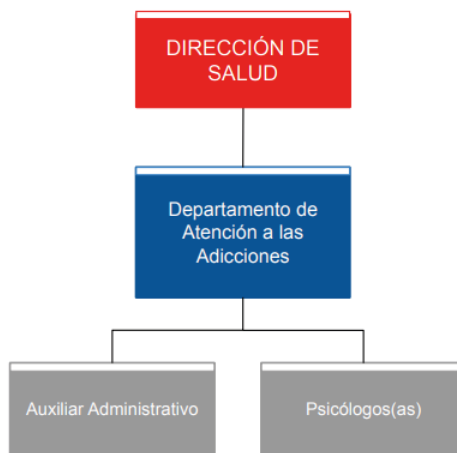 DIRECCIÓN DE
SALUD
Departamento de
Atención a las
Adicciones
Auxiliar Administrativo
Psicólogos(as)